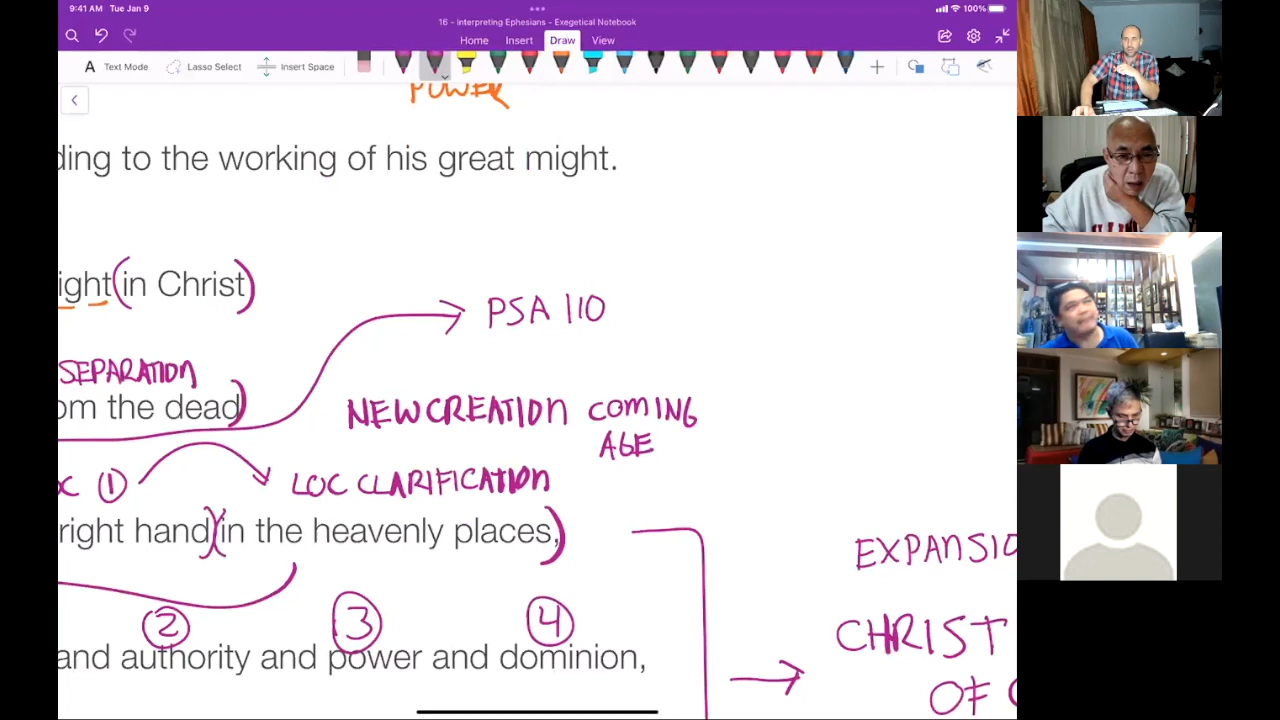 9:41 AM Tue Jan 9
100%
16 - Interpreting Ephesians - Exegetical Notebook
Home Insert Draw View
A Text Mode Lasso Select Insert Space
POWER
ding to the working of his great might.
ight (in Christ)
PSA 110
SEPARATION
om the dead)
NEW CREATION COMING
AGE
1 LOC CLARIFICATION
right hand)(in the heavenly places,)
EXPANSIO
2 3 4
CHRIST
and authority and power and dominion,
OF